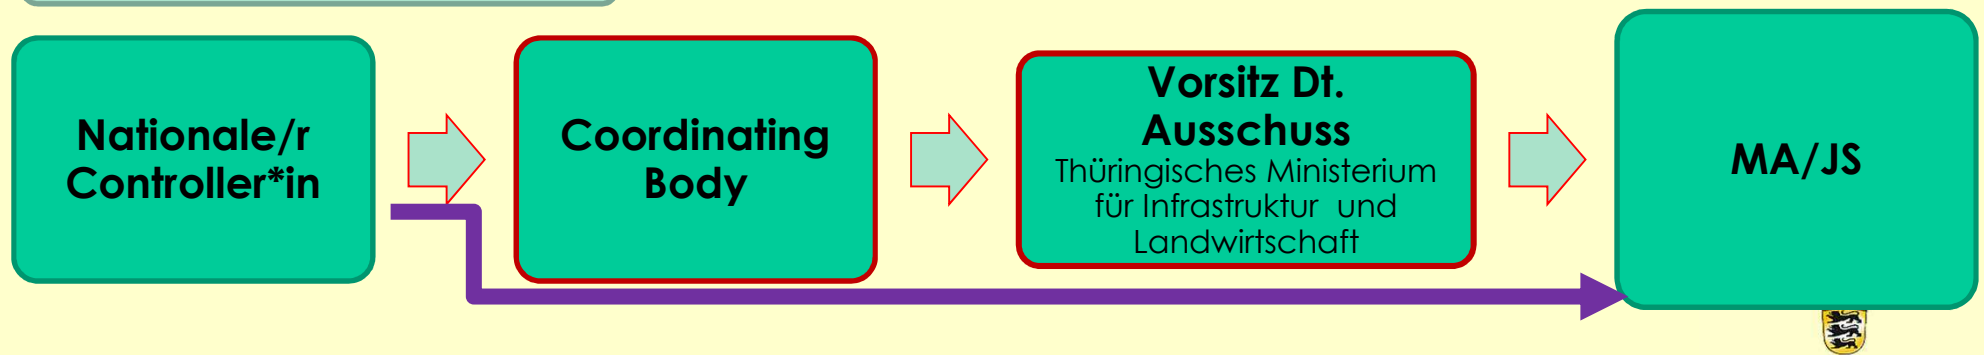 Nationale/r
Controller*in
Coordinating
Body
Vorsitz Dt.
Ausschuss
Thüringisches Ministerium
für Infrastruktur und
Landwirtschaft
MA/JS